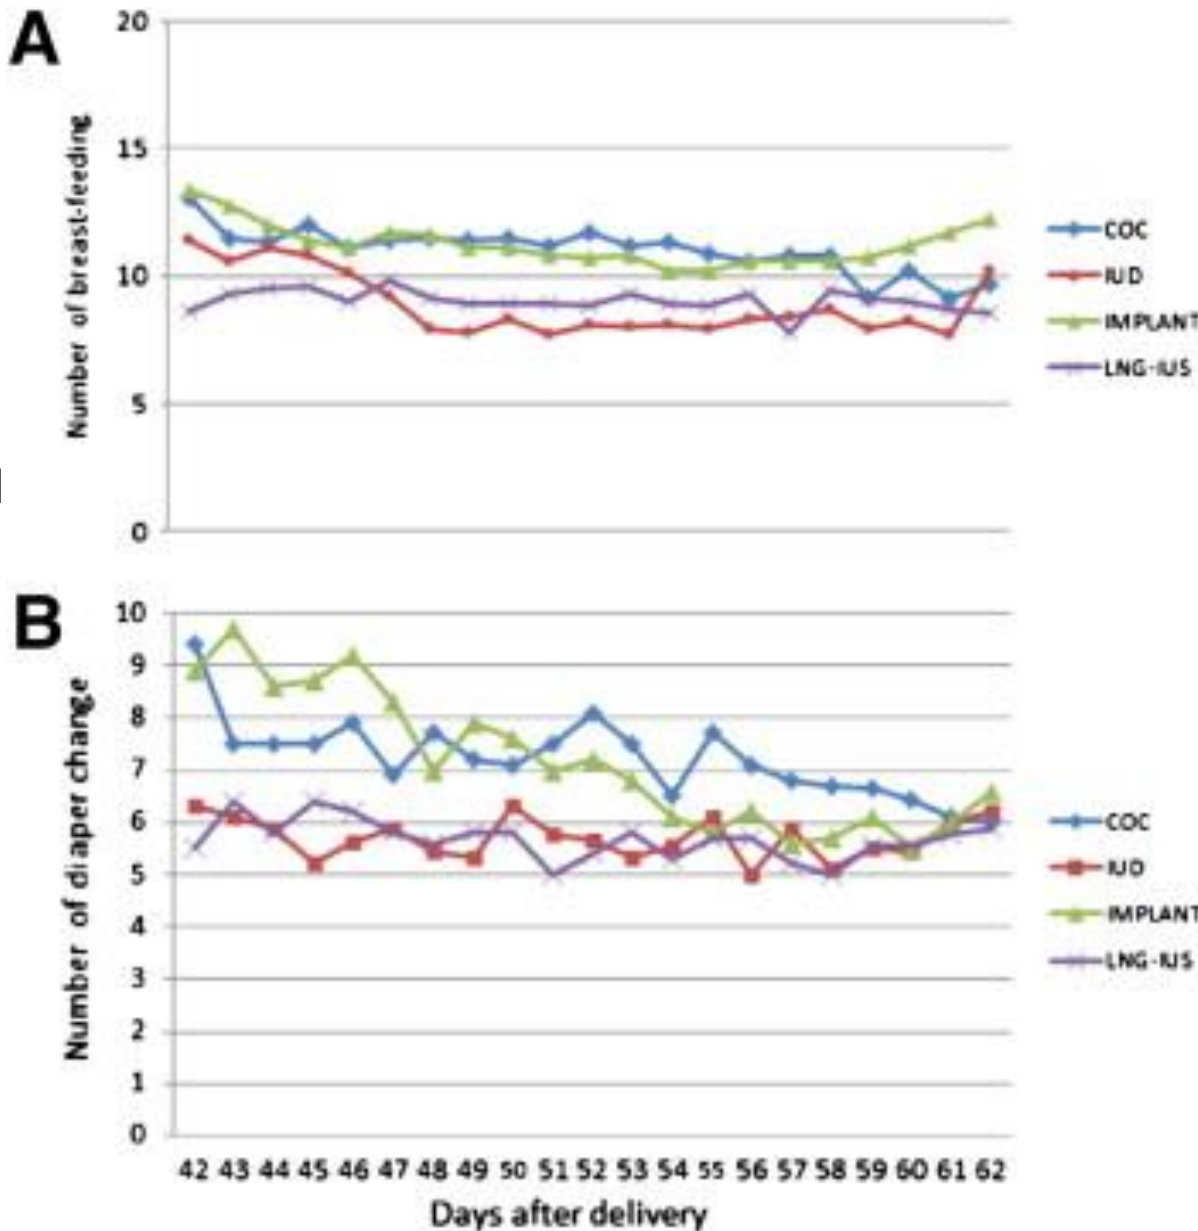 A
20
15
10
5
0
Number of breast-feeding
COC
IUD
IMPLANT
LNG-IUS
B
10
9
8
7
6
5
4
3
2
1
0
Number of diaper change
COC
IUD
IMPLANT
LNG-IUS
42 43 44 45 46 47 48 49 50 51 52 53 54 55 56 57 58 59 60 61 62
Days after delivery